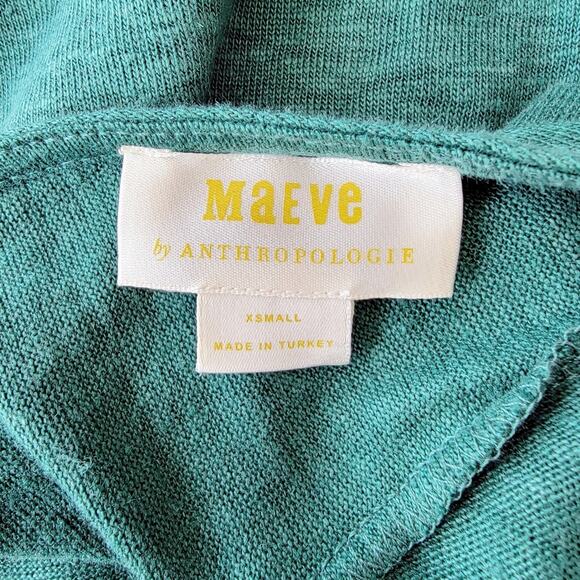 MaEVe
by ANTHROPOLOGIE
XSMALL
MADE IN TURKEY